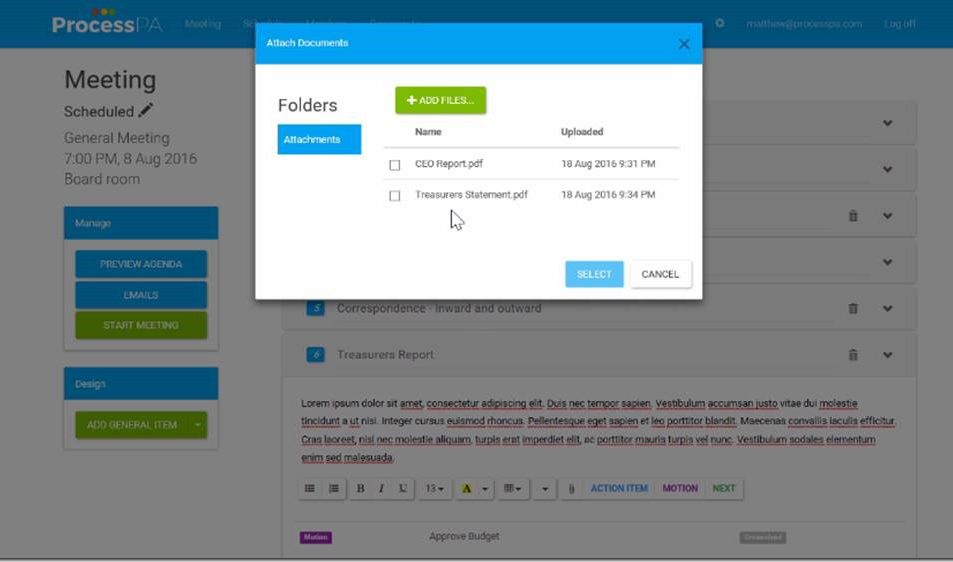 ProcessPA
Meeting
matthew@processpa.com
Log off
Attach Documents
Meeting
Scheduled
General Meeting
7:00 PM, 8 Aug 2016
Board room
Manage
PREVIEW AGENDA
EMAILS
START MEETING
Design
ADD GENERAL ITEM
Folders
Attachments
ADD FILES...
Name Uploaded
CEO Report.pdf 18 Aug 2016 9:31 PM
Treasurers Statement.pdf 18 Aug 2016 9:34 PM
SELECT CANCEL
5 Correspondence - inward and outward
6 Treasurers Report
Lorem ipsum dolor sit amet, consectetur adipiscing elit. Duis nec tempor sapien. Vestibulum accumsan justo vitae dui molestie
tincidunt a ut nisi. Integer cursus euismod rhoncus. Pellentesque eget sapien et leo porttitor blandit. Maecenas convallis iaculis efficitur.
Cras laoreet, nisl nec molestie aliquam, turpis erat imperdiet elit, ac porttitor mauris turpis vel nunc. Vestibulum sodales elementum
enim sed malesuada.
B I U 13 A ACTION ITEM MOTION NEXT
Motion Approve Budget Unresolved